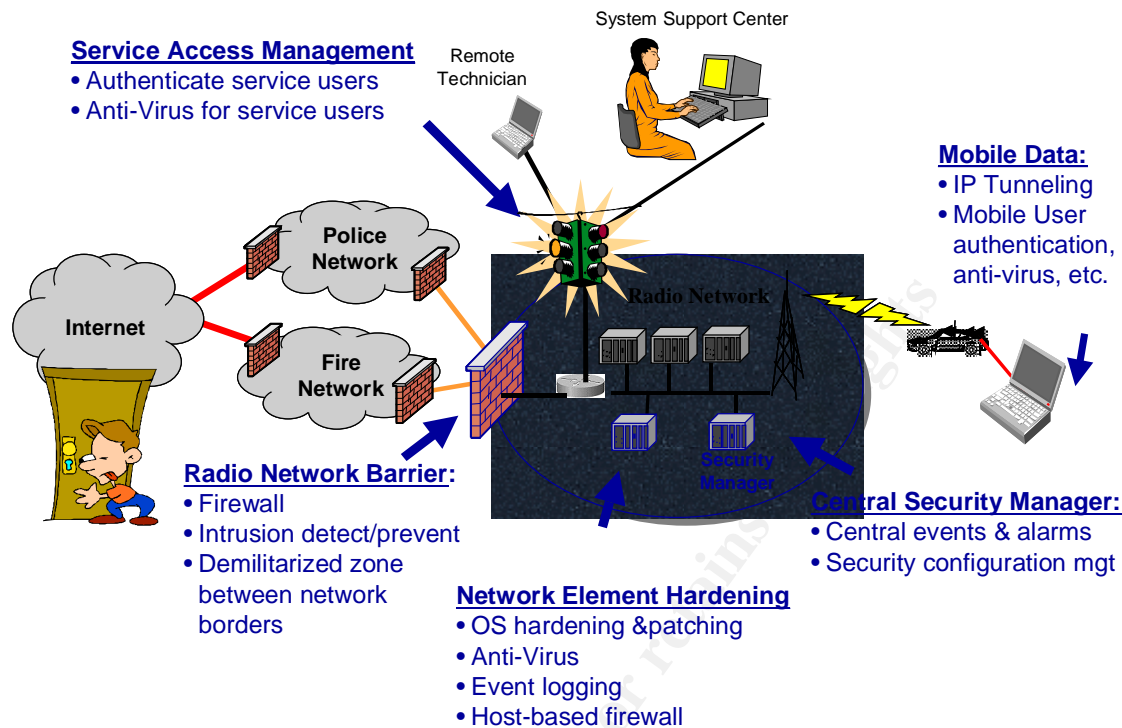 System Support Center
Service Access Management
• Authenticate service users
• Anti-Virus for service users
Remote
Technician
Mobile Data:
• IP Tunneling
• Mobile User
authentication,
anti-virus, etc.
Police
Network
Internet
Fire
Network
Radio Network
Security
Manager
Radio Network Barrier:
• Firewall
• Intrusion detect/prevent
• Demilitarized zone
between network
borders
Central Security Manager:
• Central events & alarms
• Security configuration mgt
Network Element Hardening
• OS hardening &patching
• Anti-Virus
• Event logging
• Host-based firewall